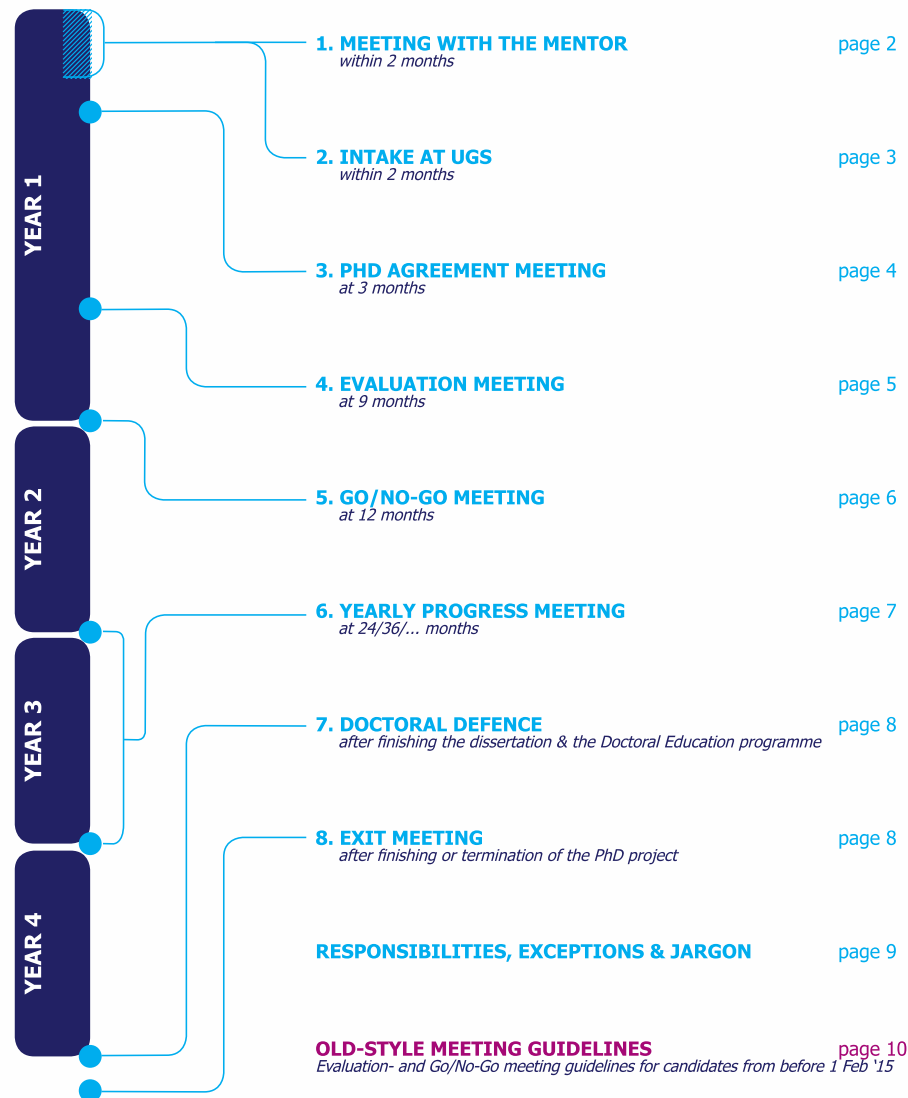 1. MEETING WITH THE MENTOR page 2
within 2 months
2. INTAKE AT UGS page 3
within 2 months
YEAR 1
3. PHD AGREEMENT MEETING page 4
at 3 months
4. EVALUATION MEETING page 5
at 9 months
5. GO/NO-GO MEETING page 6
at 12 months
YEAR 2
6. YEARLY PROGRESS MEETING page 7
at 24/36/... months
YEAR 3
7. DOCTORAL DEFENCE page 8
after finishing the dissertation & the Doctoral Education programme
8. EXIT MEETING page 8
after finishing or termination of the PhD project
YEAR 4
RESPONSIBILITIES, EXCEPTIONS & JARGON page 9
OLD-STYLE MEETING GUIDELINES page 10
Evaluation- and Go/No-Go meeting guidelines for candidates from before 1 Feb ‘15